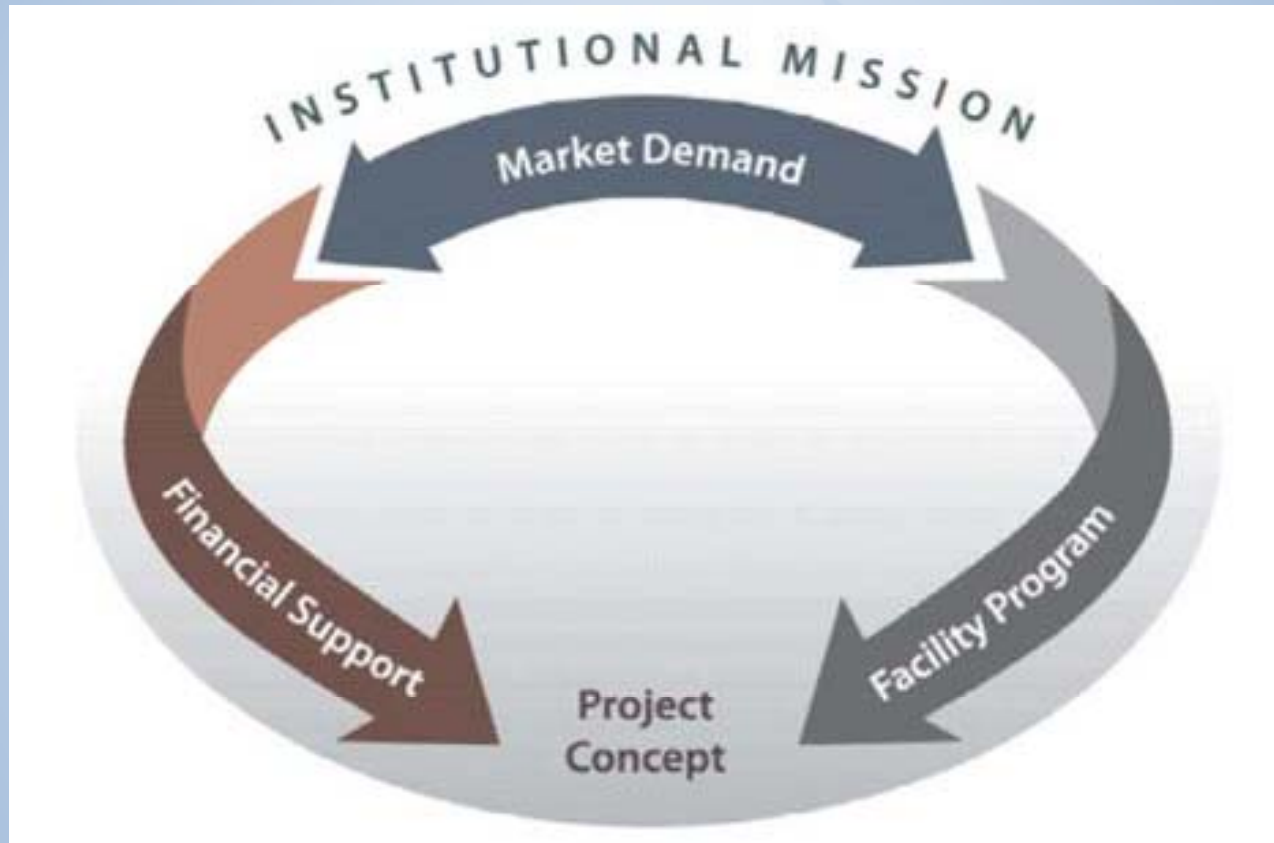 INSTITUTIONAL MISSION
Market Demand
Financial Support
Facility Program
Project
Concept